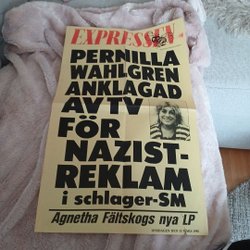 EXPRESSEN
PERNILLA
WAHLGREN
ANKLAGAD
AV TV
FÖR
NAZIST-
REKLAM
i schlager-SM
Agnetha Fältskogs nya LP